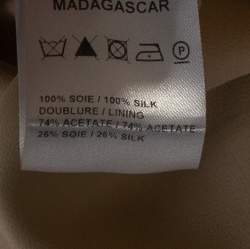 MADAGASCAR
P
100% SOIE / 100% SILK
DOUBLURE / LINING
74% ACETATE / 74% ACETATE
26% SOIE / 26% SILK